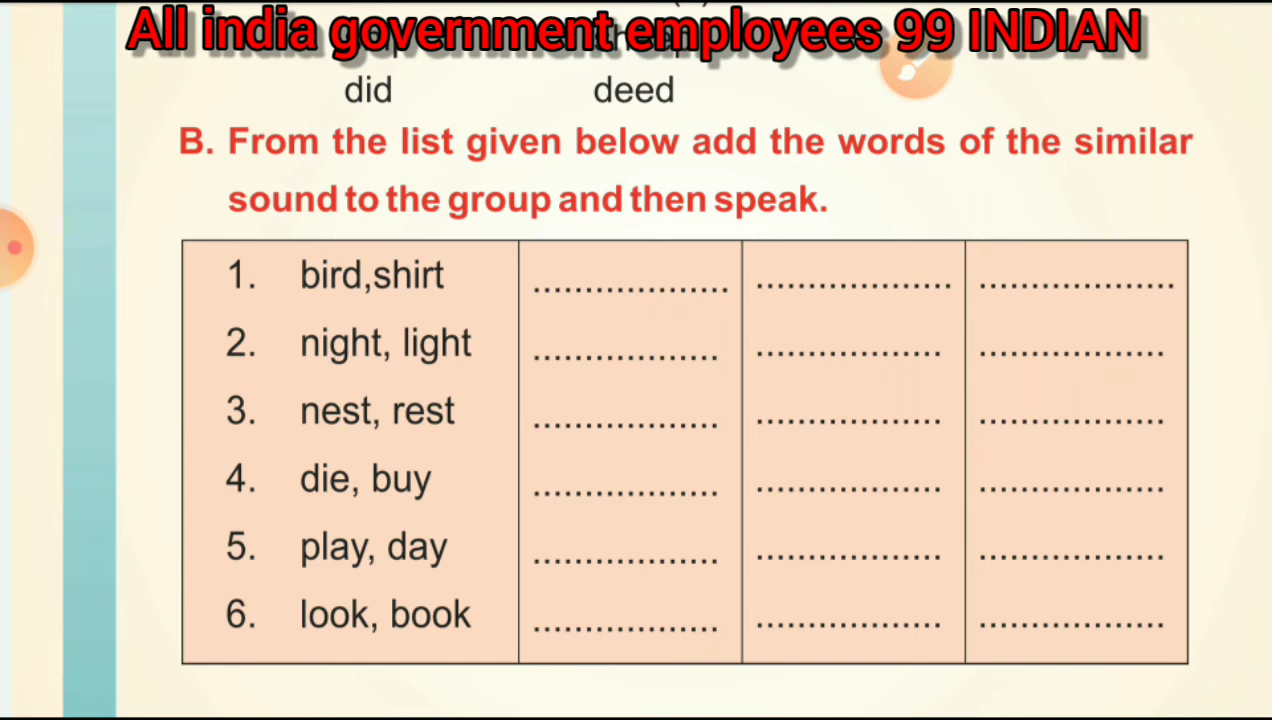 All india government employees 99 INDIAN
did deed
B. From the list given below add the words of the similar
sound to the group and then speak.
1. bird,shirt ................... ................... ...................
2. night, light .................. .................. ..................
3. nest, rest .................. .................. ..................
4. die, buy .................. .................. ..................
5. play, day .................. .................. ..................
6. look, book .................. .................. ..................